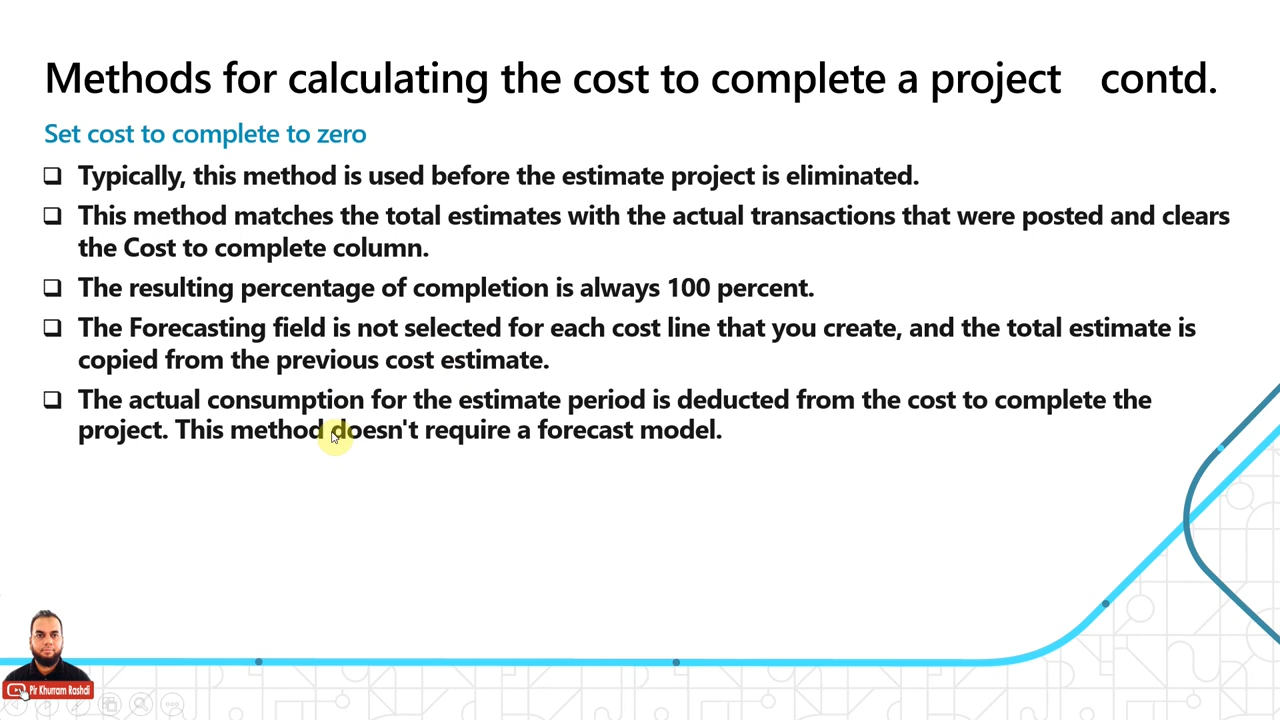 Methods for calculating the cost to complete a project contd.
Set cost to complete to zero
Typically, this method is used before the estimate project is eliminated.
This method matches the total estimates with the actual transactions that were posted and clears
the Cost to complete column.
The resulting percentage of completion is always 100 percent.
The Forecasting field is not selected for each cost line that you create, and the total estimate is
copied from the previous cost estimate.
The actual consumption for the estimate period is deducted from the cost to complete the
project. This method doesn't require a forecast model.
Pir Khurram Rashdi